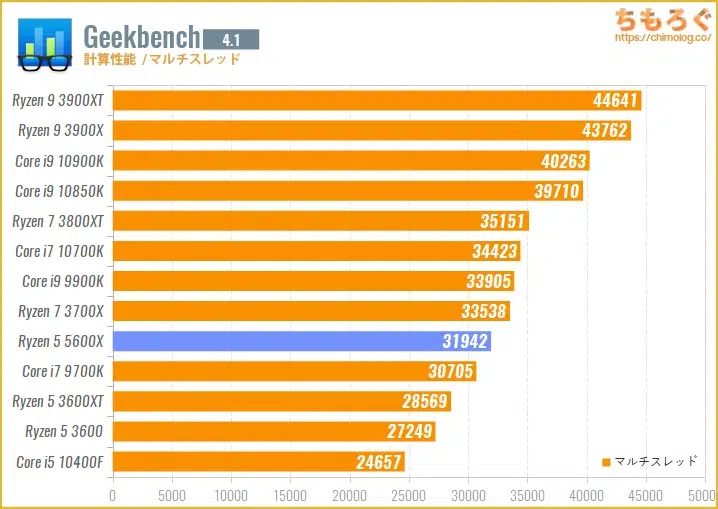 Geekbench 4.1
計算性能 / マルチスレッド
ちもろぐ
https://chimolog.co/
Ryzen 9 3900XT 44641
Ryzen 9 3900X 43762
Core i9 10900K 40263
Core i9 10850K 39710
Ryzen 7 3800XT 35151
Core i7 10700K 34423
Core i9 9900K 33905
Ryzen 7 3700X 33538
Ryzen 5 5600X 31942
Core i7 9700K 30705
Ryzen 5 3600XT 28569
Ryzen 5 3600 27249
Core i5 10400F 24657
マルチスレッド
0 5000 10000 15000 20000 25000 30000 35000 40000 45000 50000